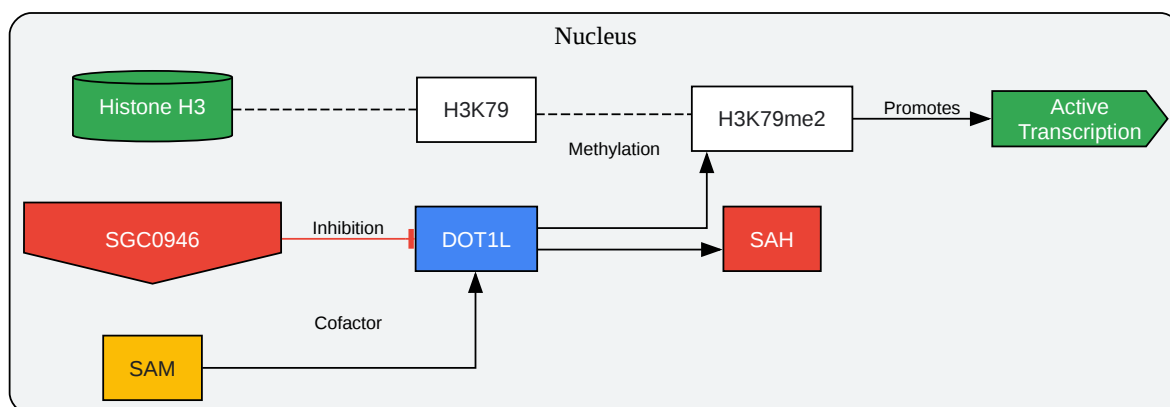 Nucleus
Histone H3
H3K79
H3K79me2
Promotes
Active
Transcription
Methylation
SGC0946
Inhibition
DOT1L
SAH
Cofactor
SAM